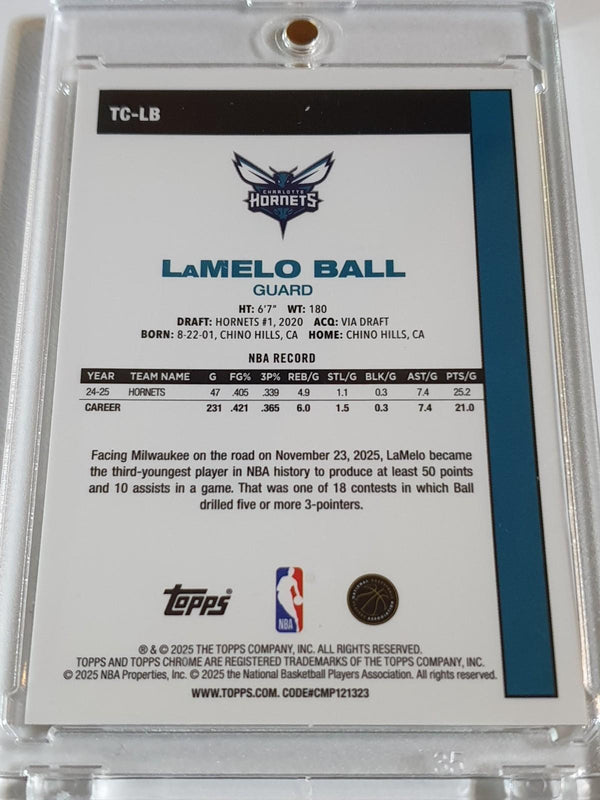 TC-LB
CHARLOTTE
HORNETS
LAMELO BALL
GUARD
HT: 6'7" WT: 180
DRAFT: HORNETS #1, 2020 ACQ: VIA DRAFT
BORN: 8-22-01, CHINO HILLS, CA HOME: CHINO HILLS, CA
NBA RECORD
YEAR TEAM NAME G FG% 3P% REB/G STL/G BLK/G AST/G PTS/G
24-25 HORNETS 47 .405 .339 4.9 1.1 0.3 7.4 25.2
CAREER 231 .421 .365 6.0 1.5 0.3 7.4 21.0
Facing Milwaukee on the road on November 23, 2025, LaMelo became
the third-youngest player in NBA history to produce at least 50 points
and 10 assists in a game. That was one of 18 contests in which Ball
drilled five or more 3-pointers.
topps
NBA
NATIONAL BASKETBALL PLAYERS ASSOCIATION
® & © 2025 THE TOPPS COMPANY, INC. ALL RIGHTS RESERVED.
TOPPS AND TOPPS CHROME ARE REGISTERED TRADEMARKS OF THE TOPPS COMPANY, INC.
© 2025 NBA Properties, Inc. © 2025 the National Basketball Players Association. All rights reserved.
WWW.TOPPS.COM. CODE#CMP121323
35